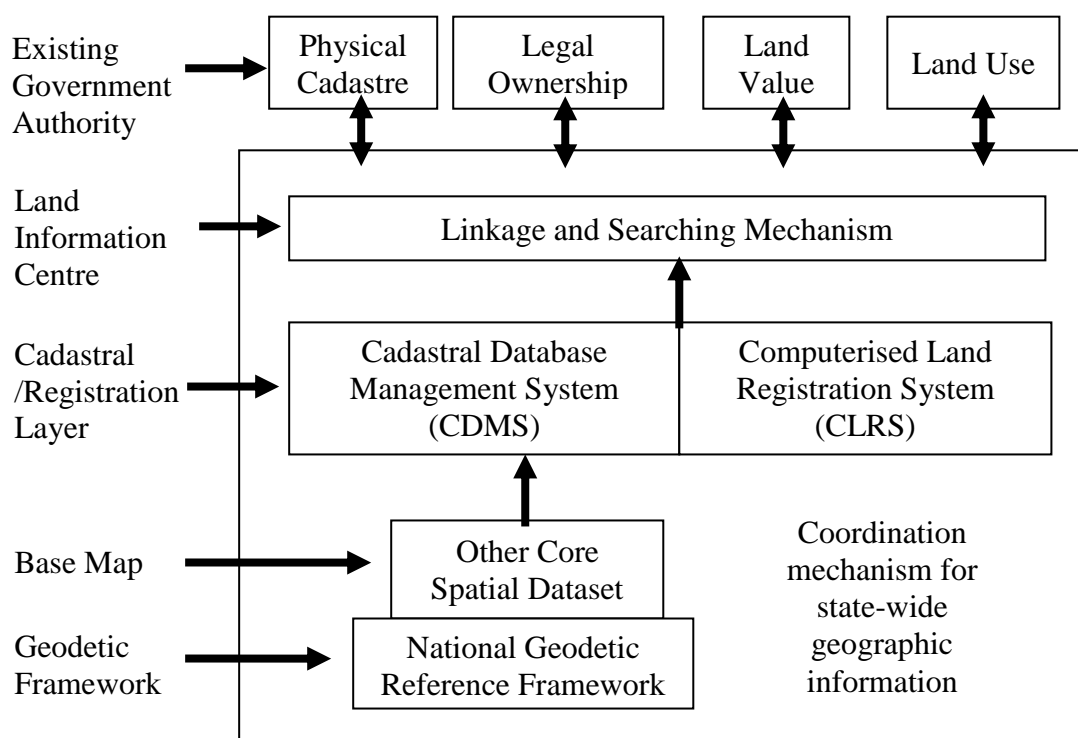 Existing
Government
Authority
Physical
Cadastre
Legal
Ownership
Land
Value
Land Use
Land
Information
Centre
Linkage and Searching Mechanism
Cadastral
/Registration
Layer
Cadastral Database
Management System
(CDMS)
Computerised Land
Registration System
(CLRS)
Base Map
Other Core
Spatial Dataset
Coordination
mechanism for
state-wide
geographic
information
Geodetic
Framework
National Geodetic
Reference Framework